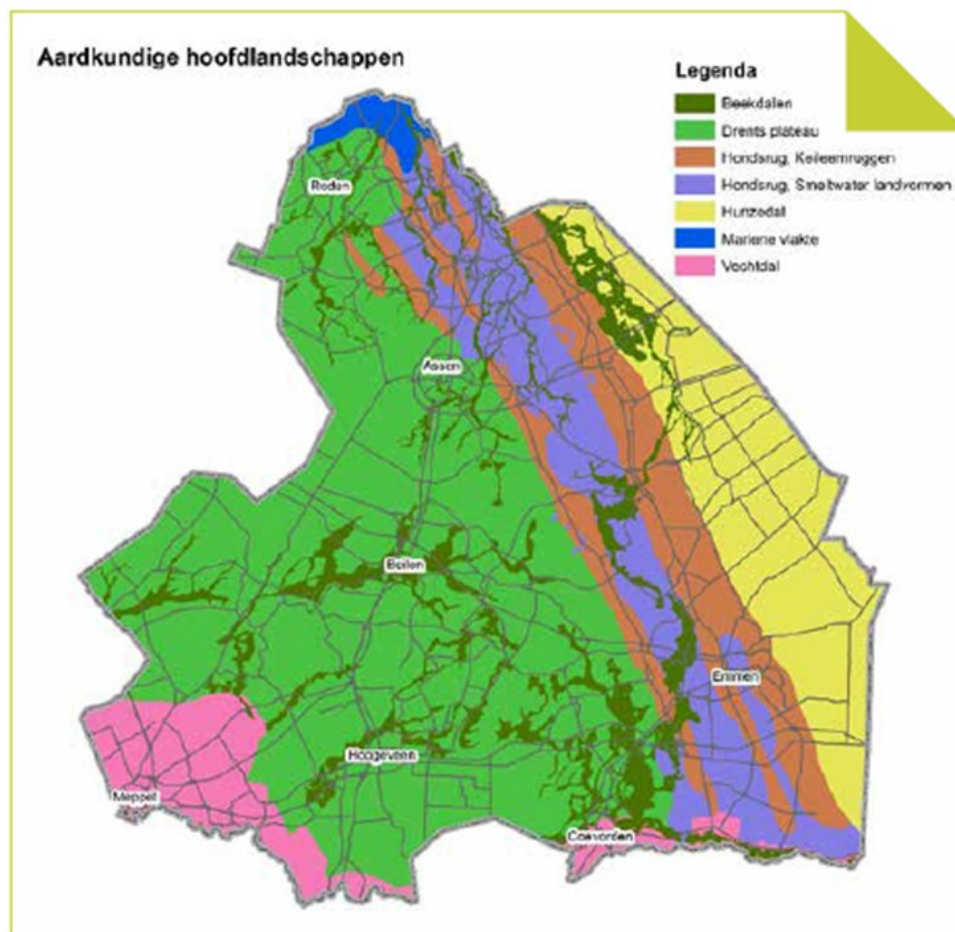 Aardkundige hoofdlandschappen
Legenda
Beekdalen
Drents plateau
Hondsrug, Keileemruggen
Hondsrug, Smeltwater landvormen
Hunzedal
Mariene vlakte
Vechtdal
Roden
Assen
Beilen
Emmen
Hoogeveen
Meppel
Coevorden